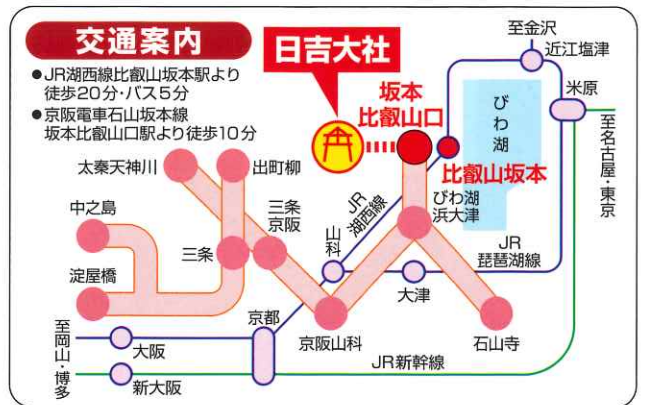 交通案内
●JR湖西線比叡山坂本駅より
徒歩20分・バス5分
●京阪電車石山坂本線
坂本比叡山口駅より徒歩10分
日吉大社
坂本
比叡山口
比叡山坂本
至金沢
近江塩津
米原
びわ湖
至名古屋・東京
太秦天神川
出町柳
三条
京阪
三条
中之島
淀屋橋
山科
JR
湖西線
びわ湖
浜大津
JR
琵琶湖線
大津
京都
京阪山科
石山寺
至岡山・博多
大阪
新大阪
JR新幹線